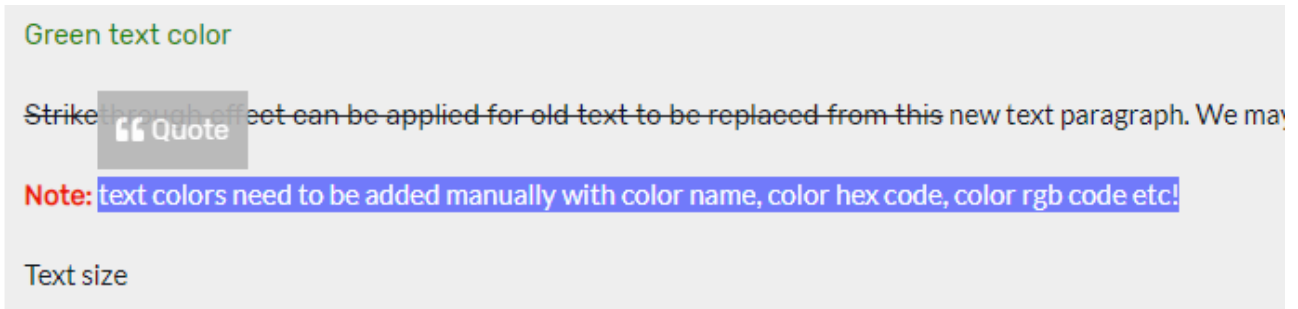 Green text color
Strikethrough effect can be applied for old text to be replaced from this new text paragraph. We may
Quote
Note: text colors need to be added manually with color name, color hex code, color rgb code etc!
Text size